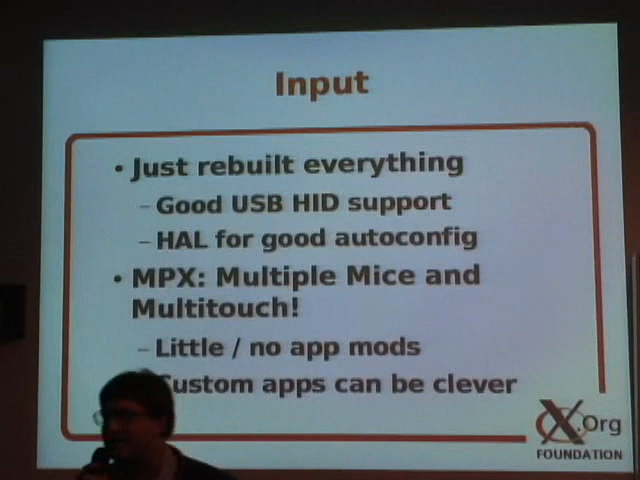 Input
• Just rebuilt everything
– Good USB HID support
– HAL for good autoconfig
• MPX: Multiple Mice and
Multitouch!
– Little / no app mods
Custom apps can be clever
X.Org
FOUNDATION